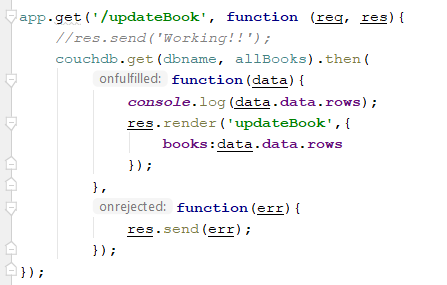 app.get('/updateBook', function (req, res){
    //res.send('Working!!');
    couchdb.get(dbname, allBooks).then(
        onfulfilled: function(data){
            console.log(data.data.rows);
            res.render('updateBook',{
                books:data.data.rows
            });
        },
        onrejected: function(err){
            res.send(err);
        });
});